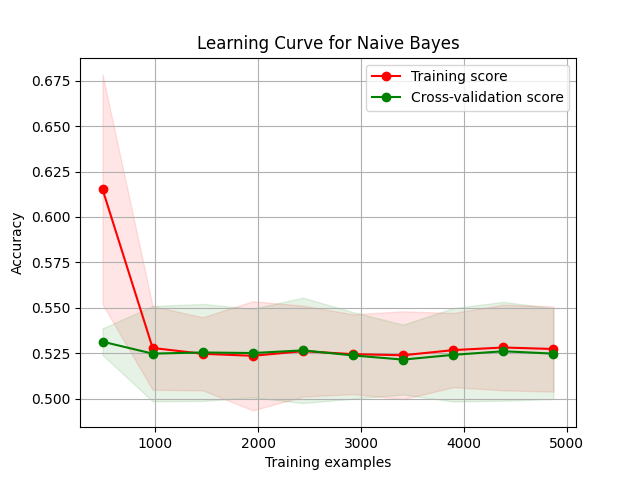 Learning Curve for Naive Bayes
Training score
Cross-validation score
Accuracy
0.675
0.650
0.625
0.600
0.575
0.550
0.525
0.500
1000 2000 3000 4000 5000
Training examples